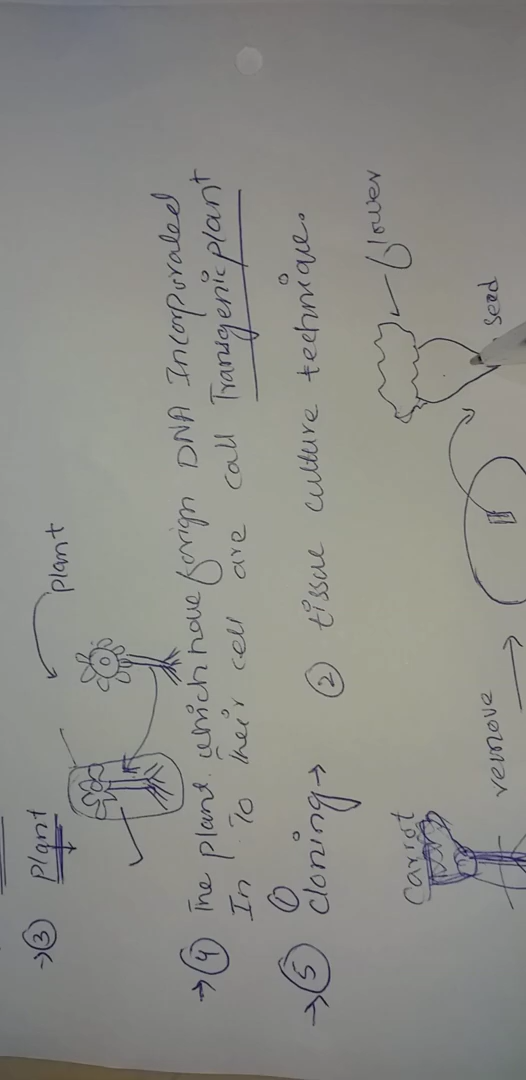 →③ Plant
plant
→④ The plant which have forign DNA Incorporated
In To their cell are call Transgenic plant
→⑤ ① Cloning→ ② tissue culture technique.
Carrot
remove →
flower
seed